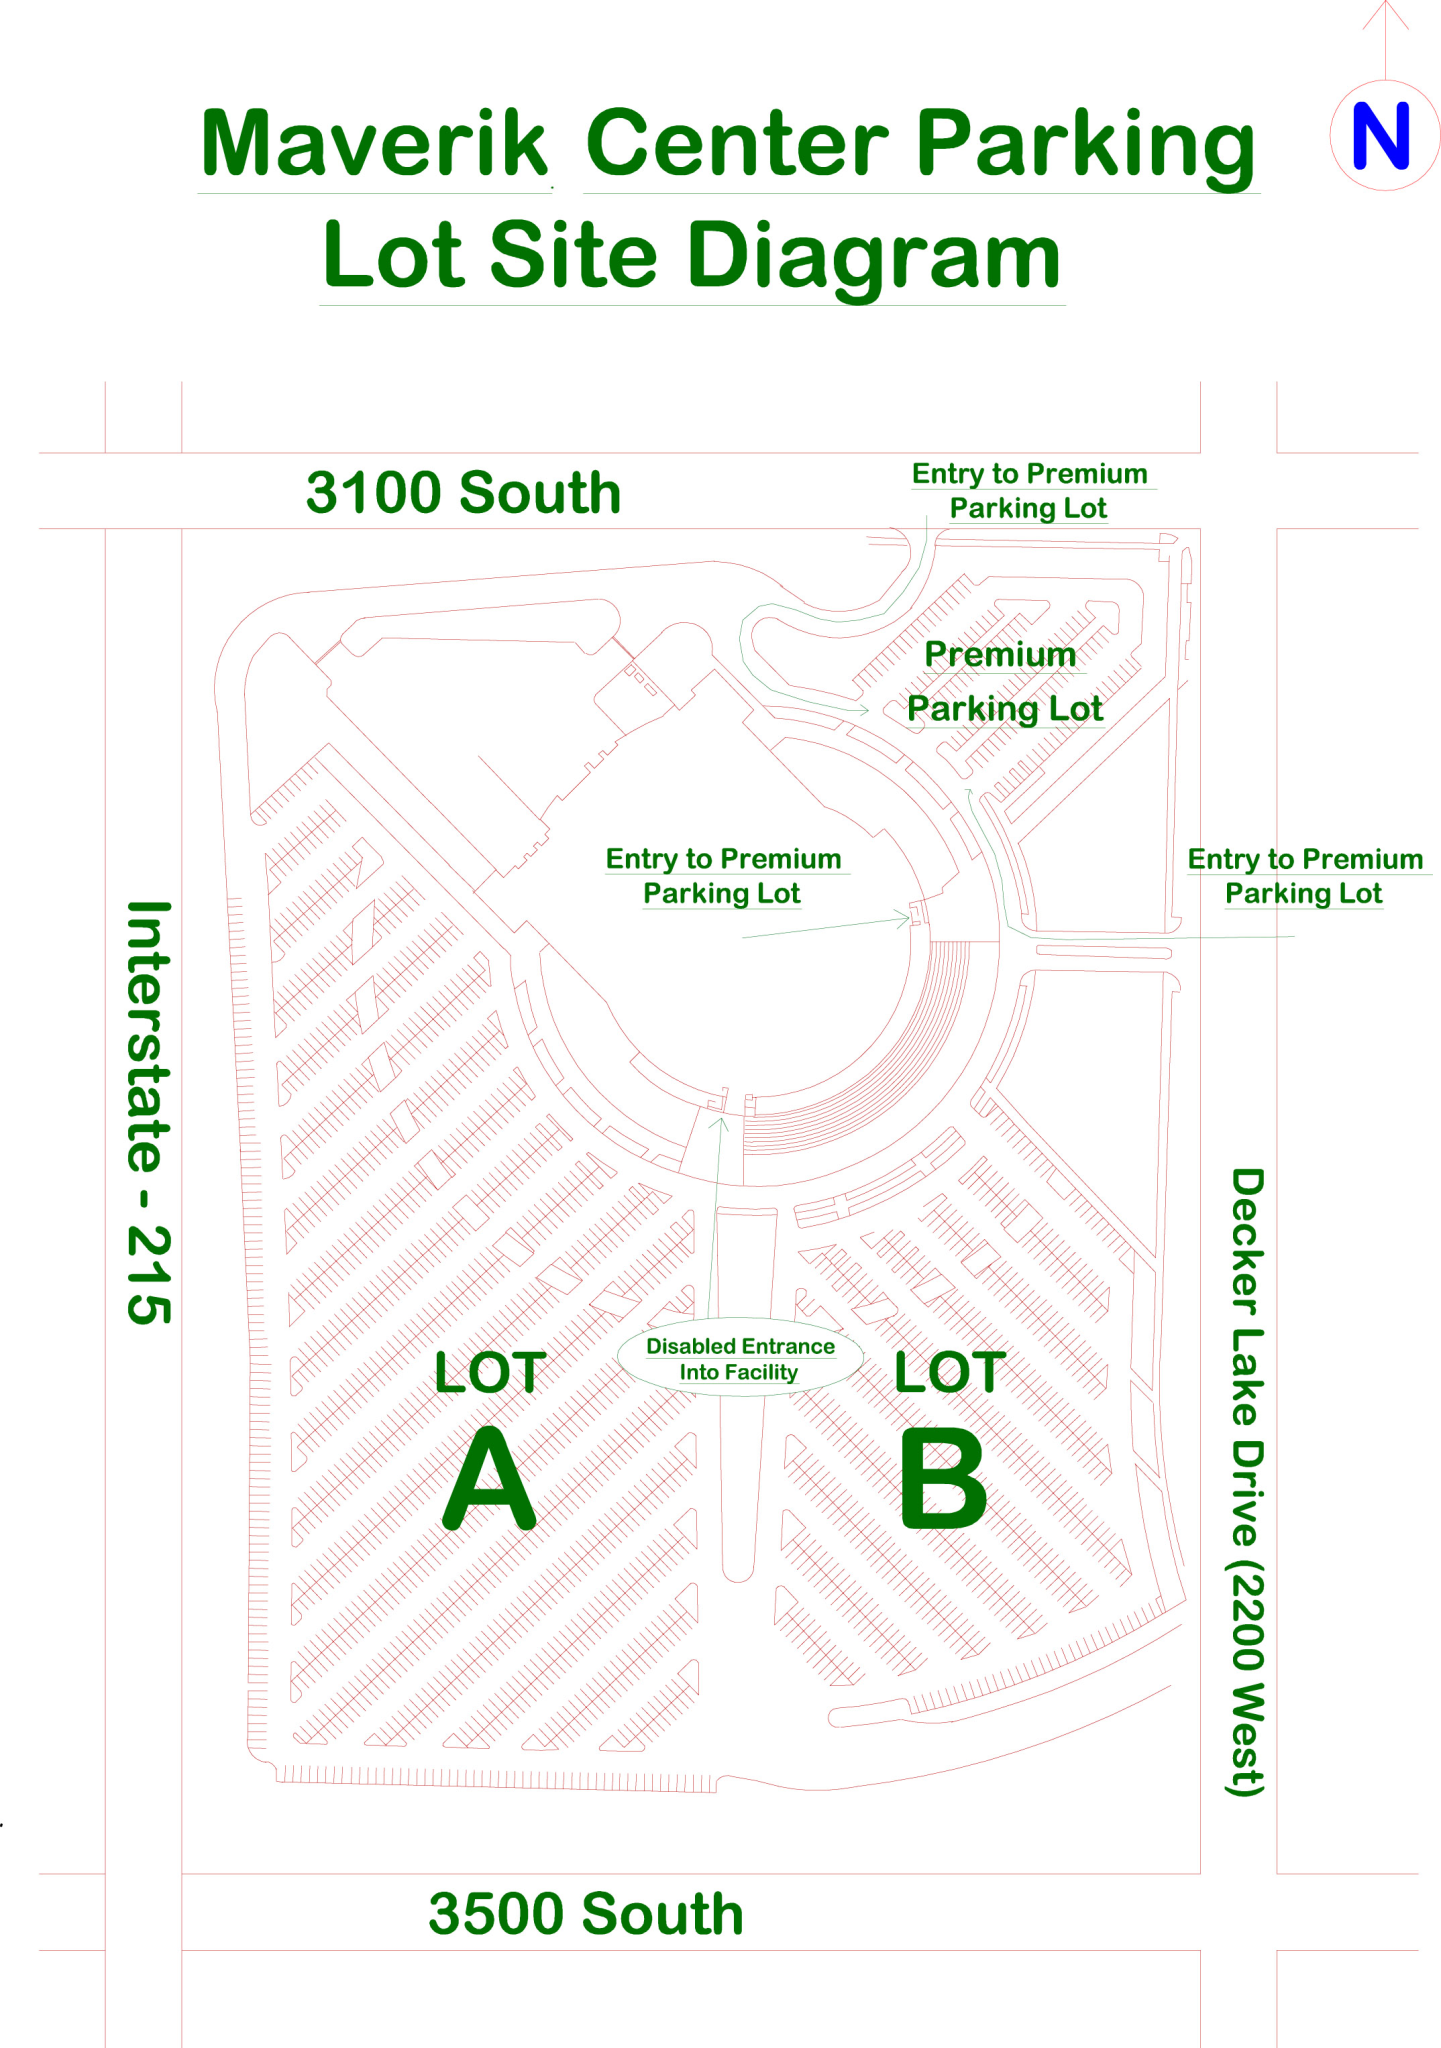 N
Maverik Center Parking
Lot Site Diagram
3100 South
Entry to Premium
Parking Lot
Premium
Parking Lot
Entry to Premium
Parking Lot
Entry to Premium
Parking Lot
Interstate - 215
Decker Lake Drive (2200 West)
Disabled Entrance
Into Facility
LOT
A
LOT
B
3500 South